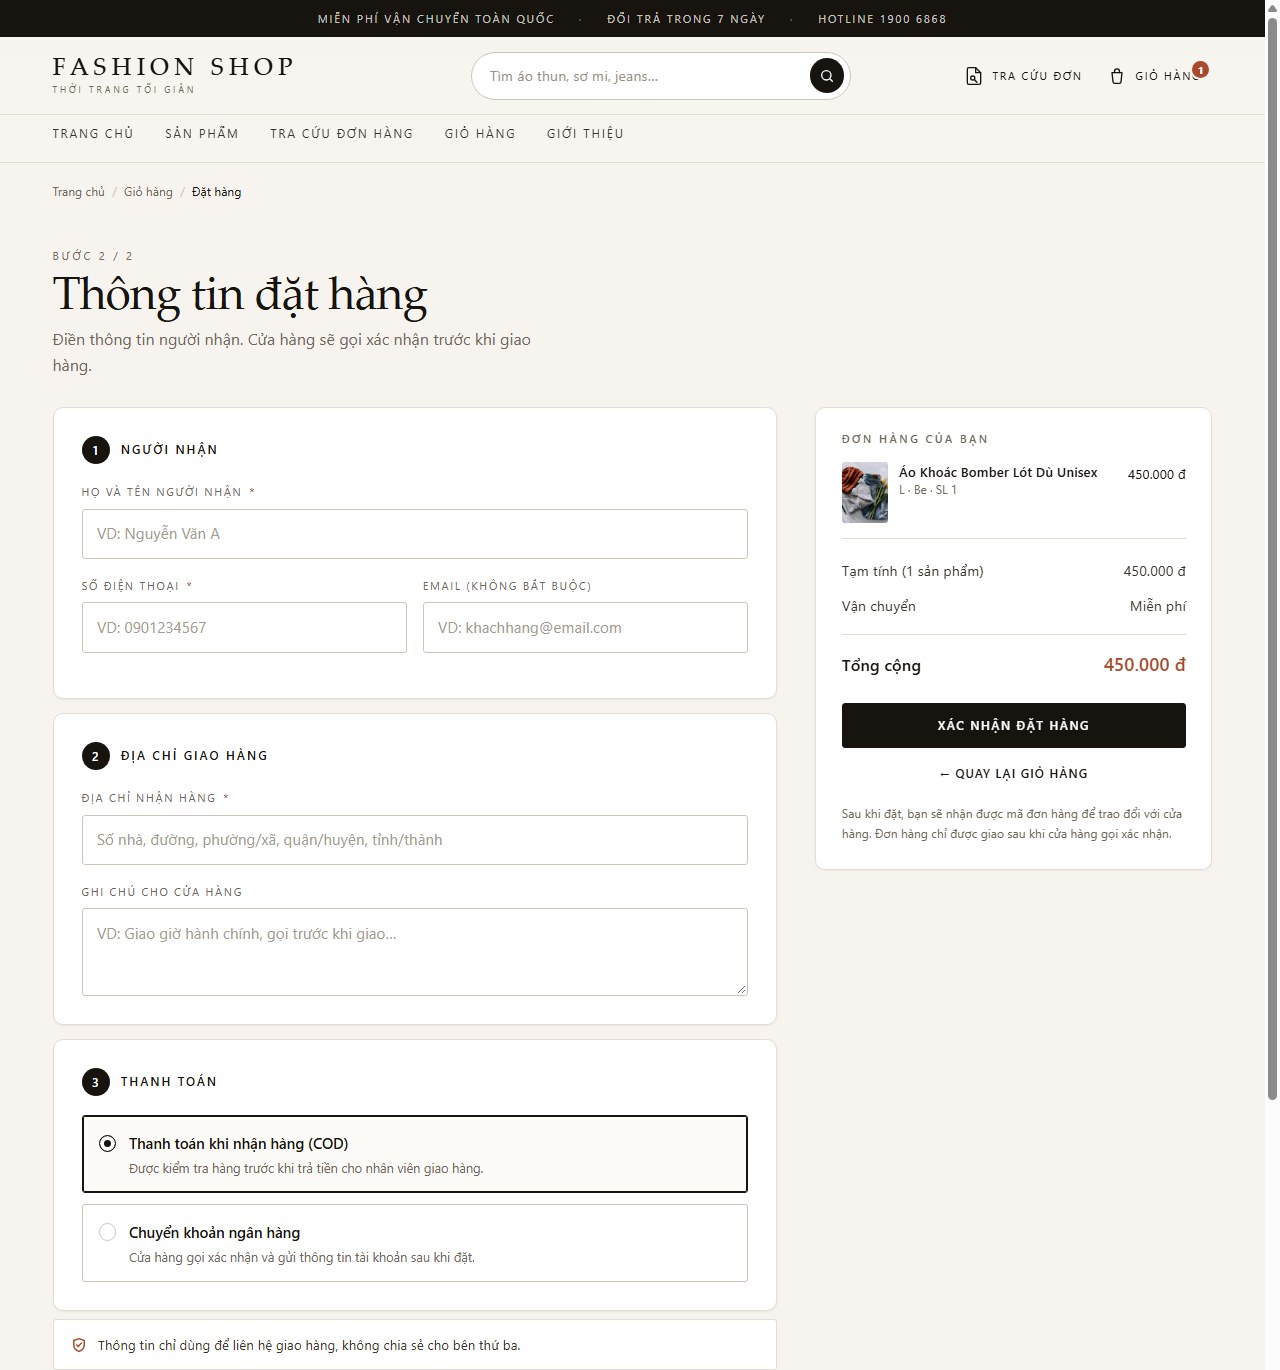 MIỄN PHÍ VẬN CHUYỂN TOÀN QUỐC · ĐỔI TRẢ TRONG 7 NGÀY · HOTLINE 1900 6868
FASHION SHOP
THỜI TRANG TỐI GIẢN
Tìm áo thun, sơ mi, jeans...
TRA CỨU ĐƠN
GIỎ HÀNG
1
TRANG CHỦ
SẢN PHẨM
TRA CỨU ĐƠN HÀNG
GIỎ HÀNG
GIỚI THIỆU
Trang chủ / Giỏ hàng / Đặt hàng
BƯỚC 2 / 2
Thông tin đặt hàng
Điền thông tin người nhận. Cửa hàng sẽ gọi xác nhận trước khi giao
hàng.
1 NGƯỜI NHẬN
HỌ VÀ TÊN NGƯỜI NHẬN *
VD: Nguyễn Văn A
SỐ ĐIỆN THOẠI *
VD: 0901234567
EMAIL (KHÔNG BẮT BUỘC)
VD: khachhang@email.com
2 ĐỊA CHỈ GIAO HÀNG
ĐỊA CHỈ NHẬN HÀNG *
Số nhà, đường, phường/xã, quận/huyện, tỉnh/thành
GHI CHÚ CHO CỬA HÀNG
VD: Giao giờ hành chính, gọi trước khi giao...
3 THANH TOÁN
Thanh toán khi nhận hàng (COD)
Được kiểm tra hàng trước khi trả tiền cho nhân viên giao hàng.
Chuyển khoản ngân hàng
Cửa hàng gọi xác nhận và gửi thông tin tài khoản sau khi đặt.
Thông tin chỉ dùng để liên hệ giao hàng, không chia sẻ cho bên thứ ba.
ĐƠN HÀNG CỦA BẠN
Áo Khoác Bomber Lót Dù Unisex
450.000 đ
L · Be · SL 1
Tạm tính (1 sản phẩm) 450.000 đ
Vận chuyển Miễn phí
Tổng cộng 450.000 đ
XÁC NHẬN ĐẶT HÀNG
← QUAY LẠI GIỎ HÀNG
Sau khi đặt, bạn sẽ nhận được mã đơn hàng để trao đổi với cửa
hàng. Đơn hàng chỉ được giao sau khi cửa hàng gọi xác nhận.